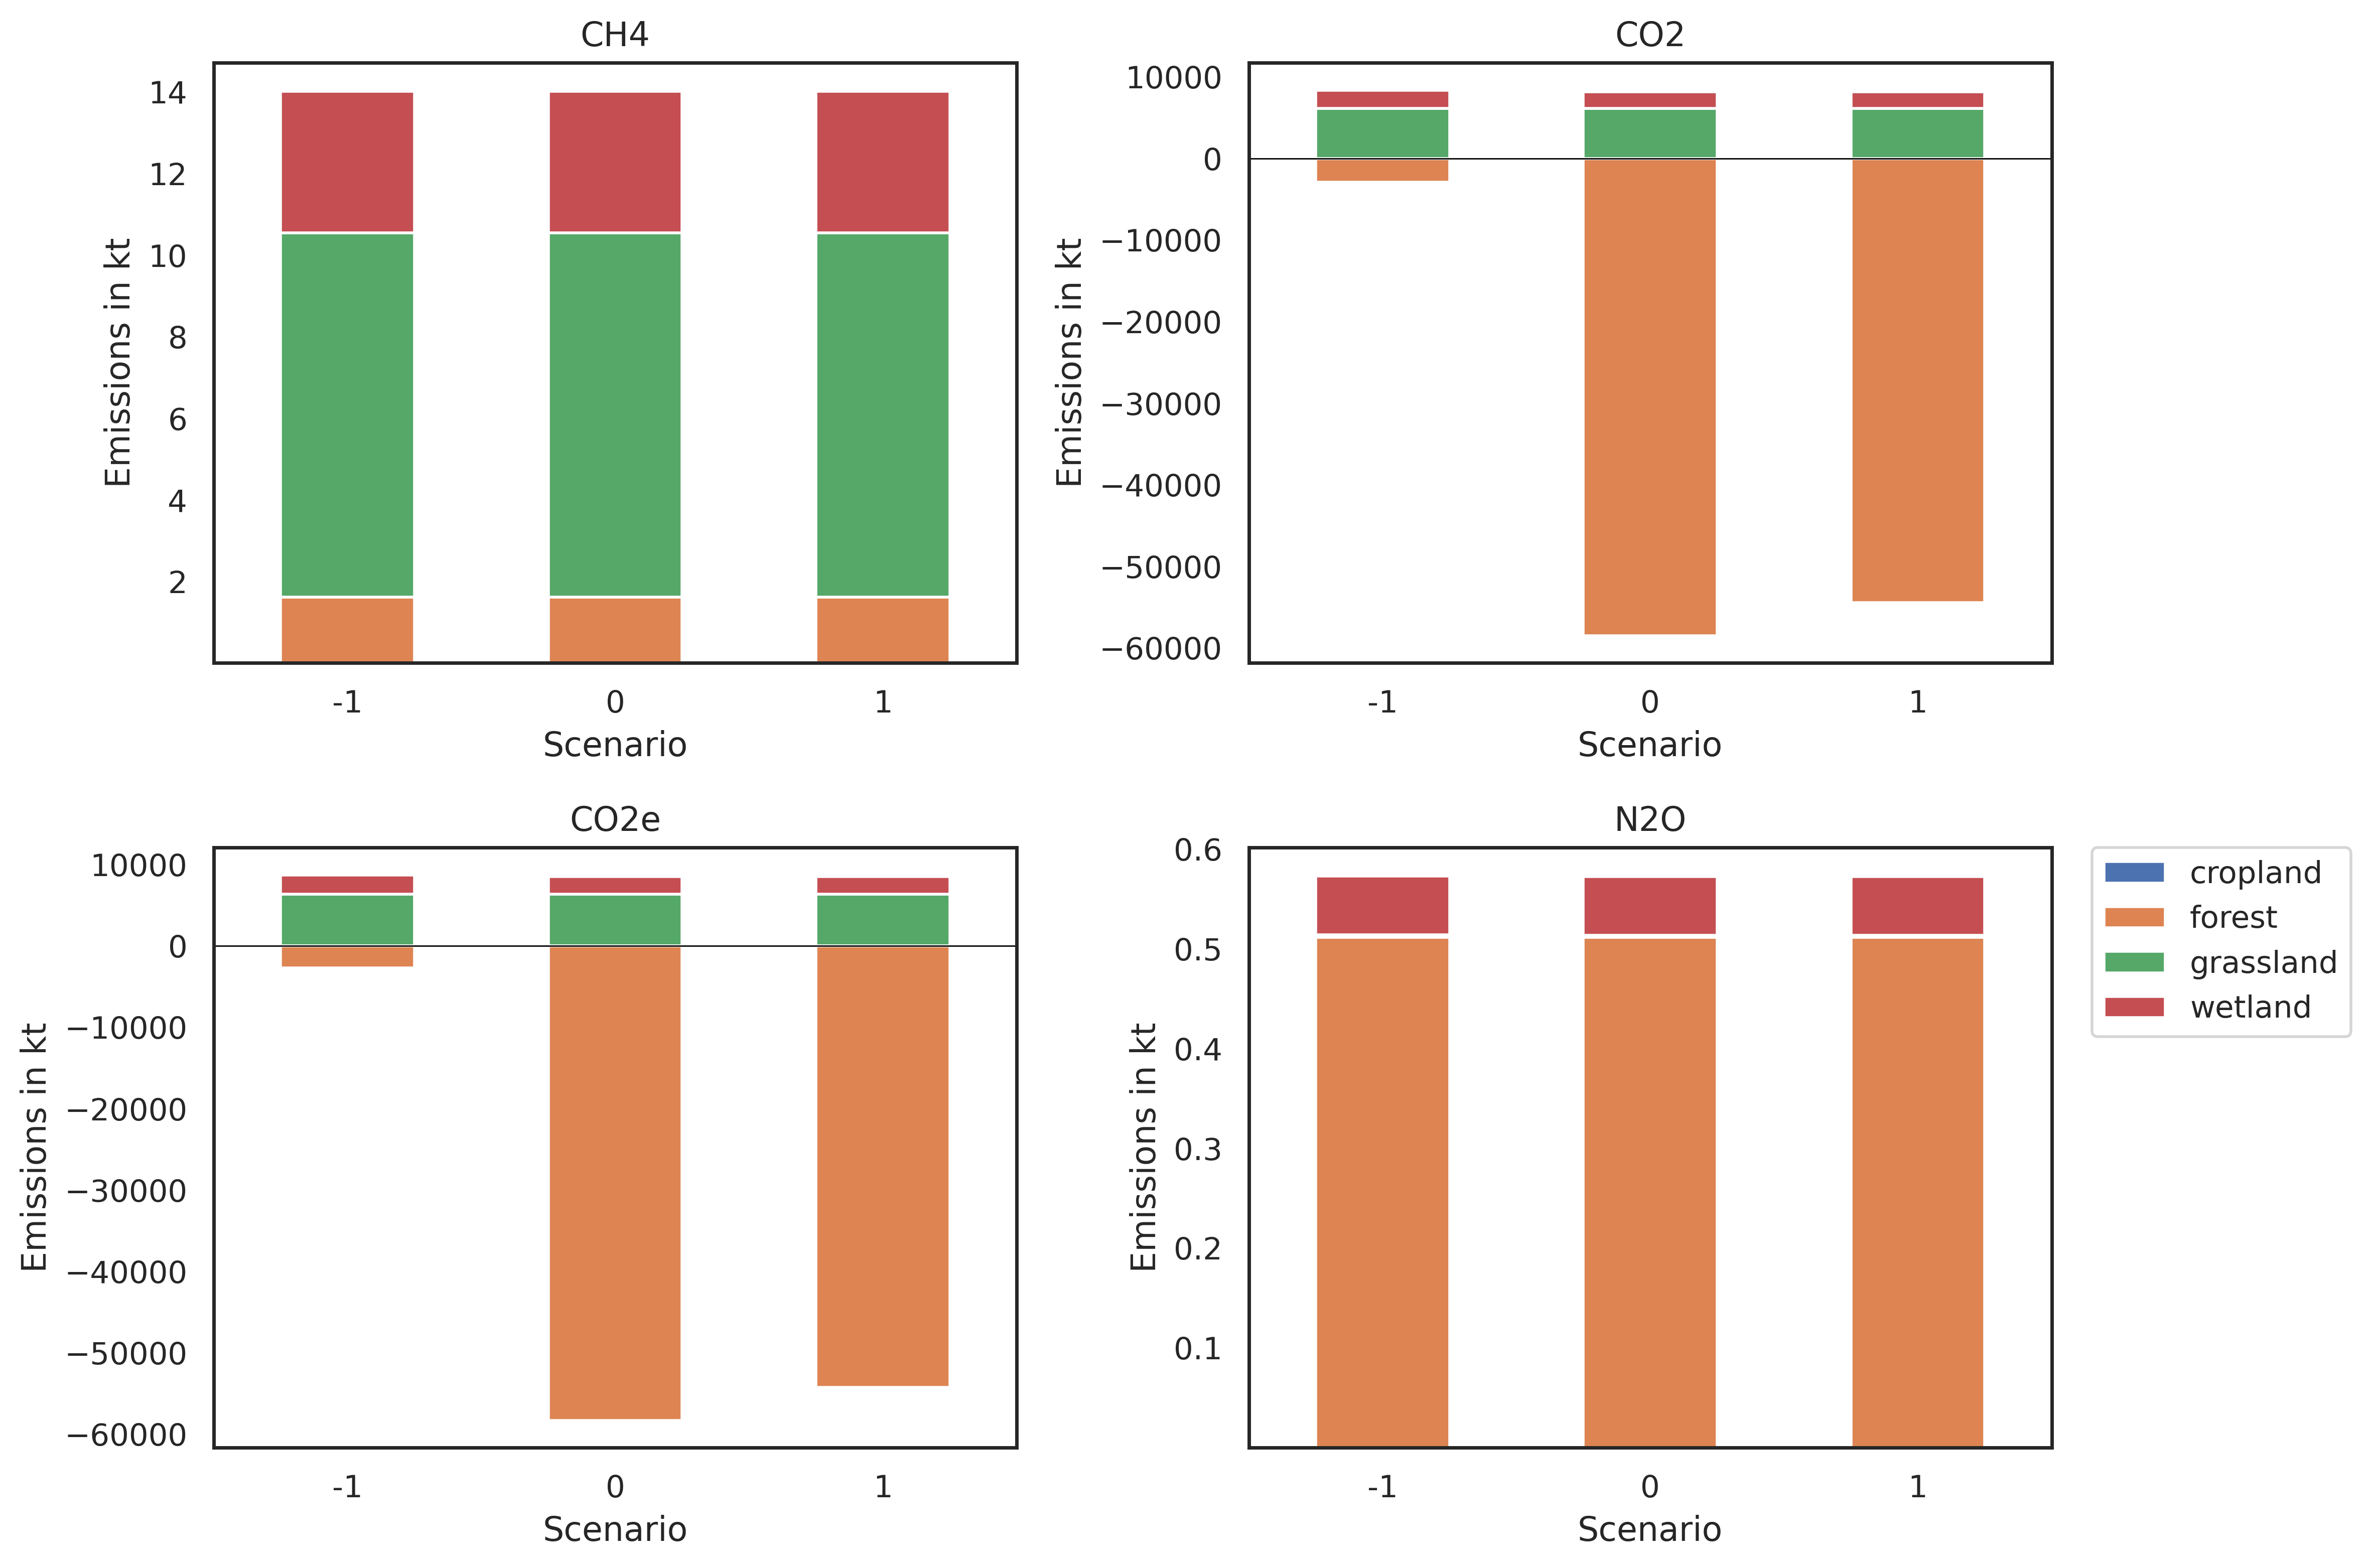 CH4
14
12
10
8
6
4
2
Emissions in kt
-1 0 1
Scenario
CO2
10000
0
−10000
−20000
−30000
−40000
−50000
−60000
Emissions in kt
-1 0 1
Scenario
CO2e
10000
0
−10000
−20000
−30000
−40000
−50000
−60000
Emissions in kt
-1 0 1
Scenario
N2O
0.6
0.5
0.4
0.3
0.2
0.1
Emissions in kt
-1 0 1
Scenario
cropland
forest
grassland
wetland